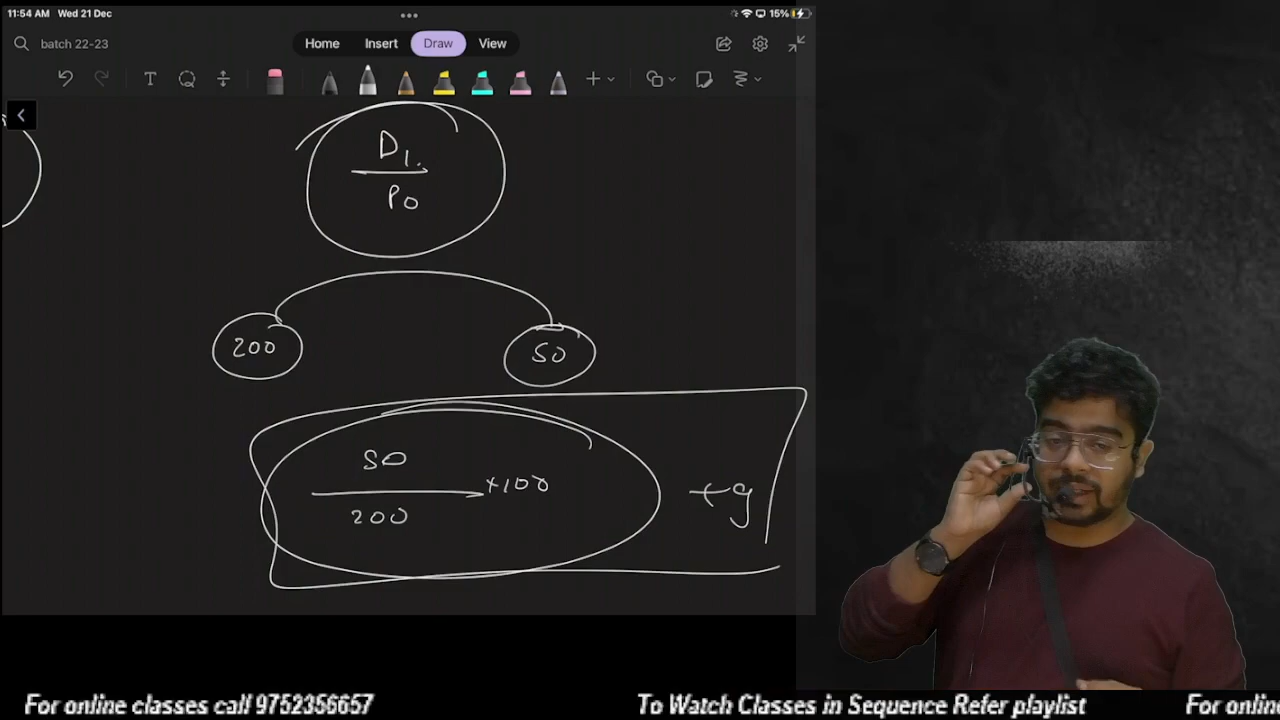 11:54 AM Wed 21 Dec
15%
batch 22-23
Home Insert Draw View
D1.
P0
200
50
50
200
×100
+g
For online classes call 9752356657
To Watch Classes in Sequence Refer playlist
For online